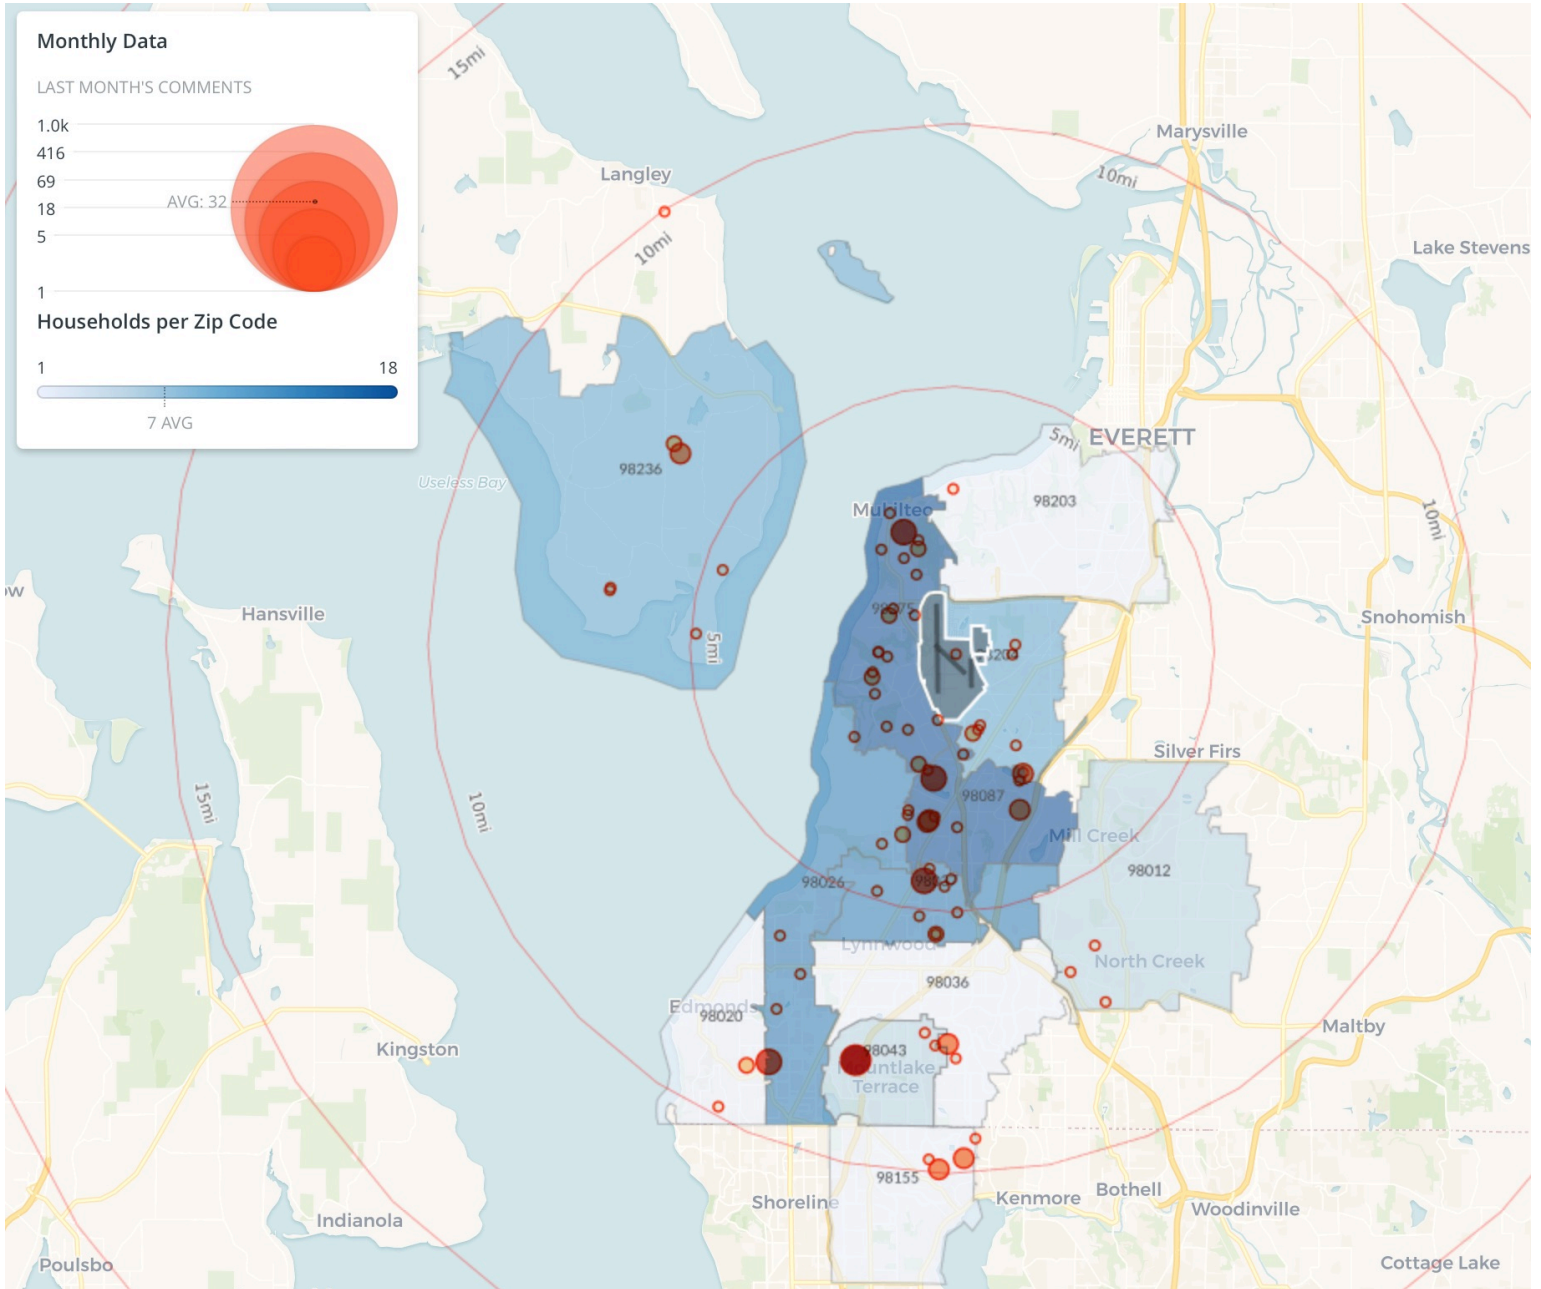 Monthly Data
LAST MONTH'S COMMENTS
1.0k
416
69
AVG: 32
18
5
1
Households per Zip Code
1 18
7 AVG
15mi
Marysville
10mi
Langley
10mi
Lake Stevens
EVERETT
5mi
98236
Useless Bay
98203
10mi
Mukilteo
Hansville
Snohomish
5mi
Silver Firs
15mi
10mi
98087
Mill Creek
98012
98026
Lynnwood
North Creek
98036
Edmonds
98020
Maltby
Kingston
98043
Mountlake
Terrace
98155
Shoreline
Kenmore
Bothell
Woodinville
Indianola
Poulsbo
Cottage Lake